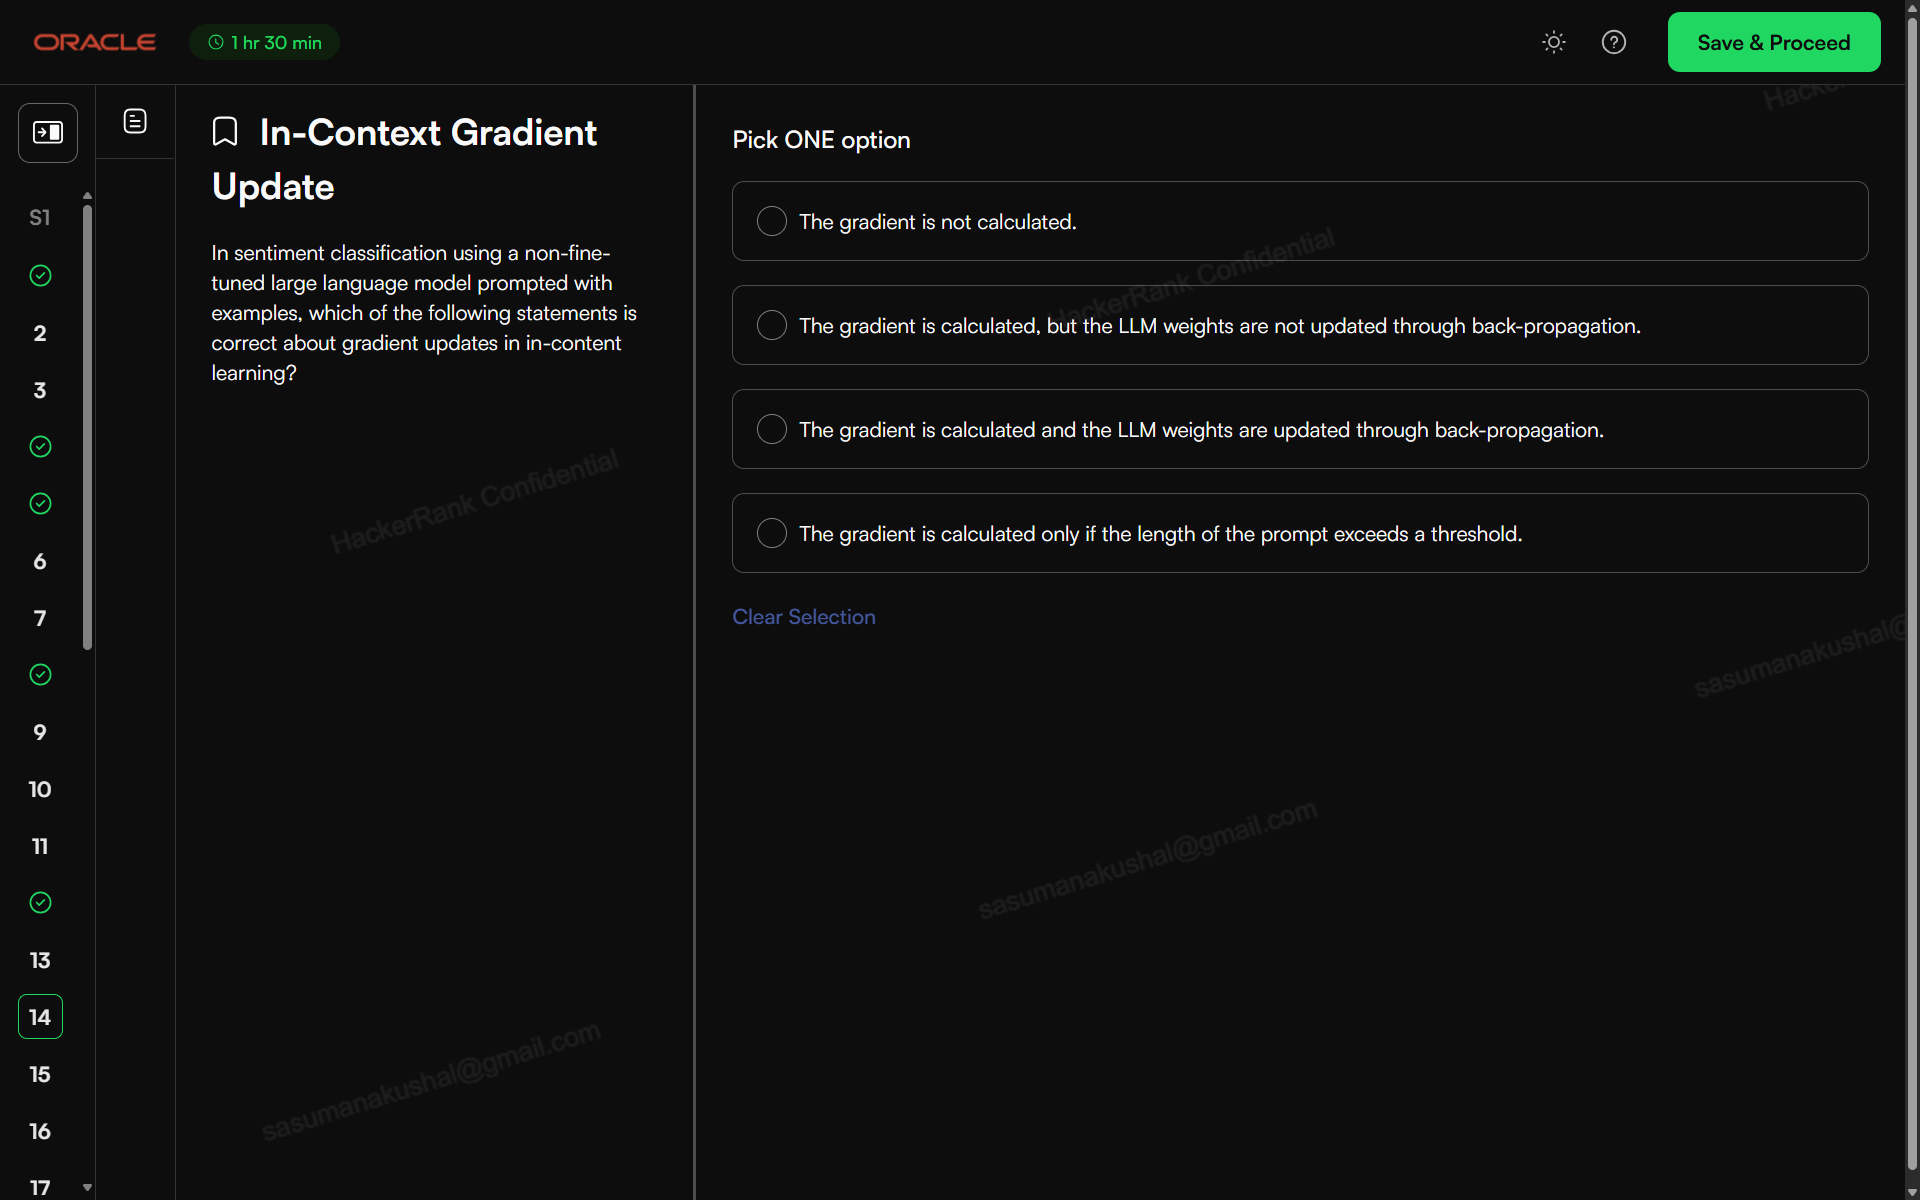 ORACLE
1 hr 30 min
Save & Proceed
S1
2
3
6
7
9
10
11
13
14
15
16
17
In-Context Gradient
Update
In sentiment classification using a non-fine-
tuned large language model prompted with
examples, which of the following statements is
correct about gradient updates in in-content
learning?
Pick ONE option
The gradient is not calculated.
The gradient is calculated, but the LLM weights are not updated through back-propagation.
The gradient is calculated and the LLM weights are updated through back-propagation.
The gradient is calculated only if the length of the prompt exceeds a threshold.
Clear Selection
HackerRank Confidential
HackerRank Confidential
Hacker
sasumanakushal@
sasumanakushal@gmail.com
sasumanakushal@gmail.com